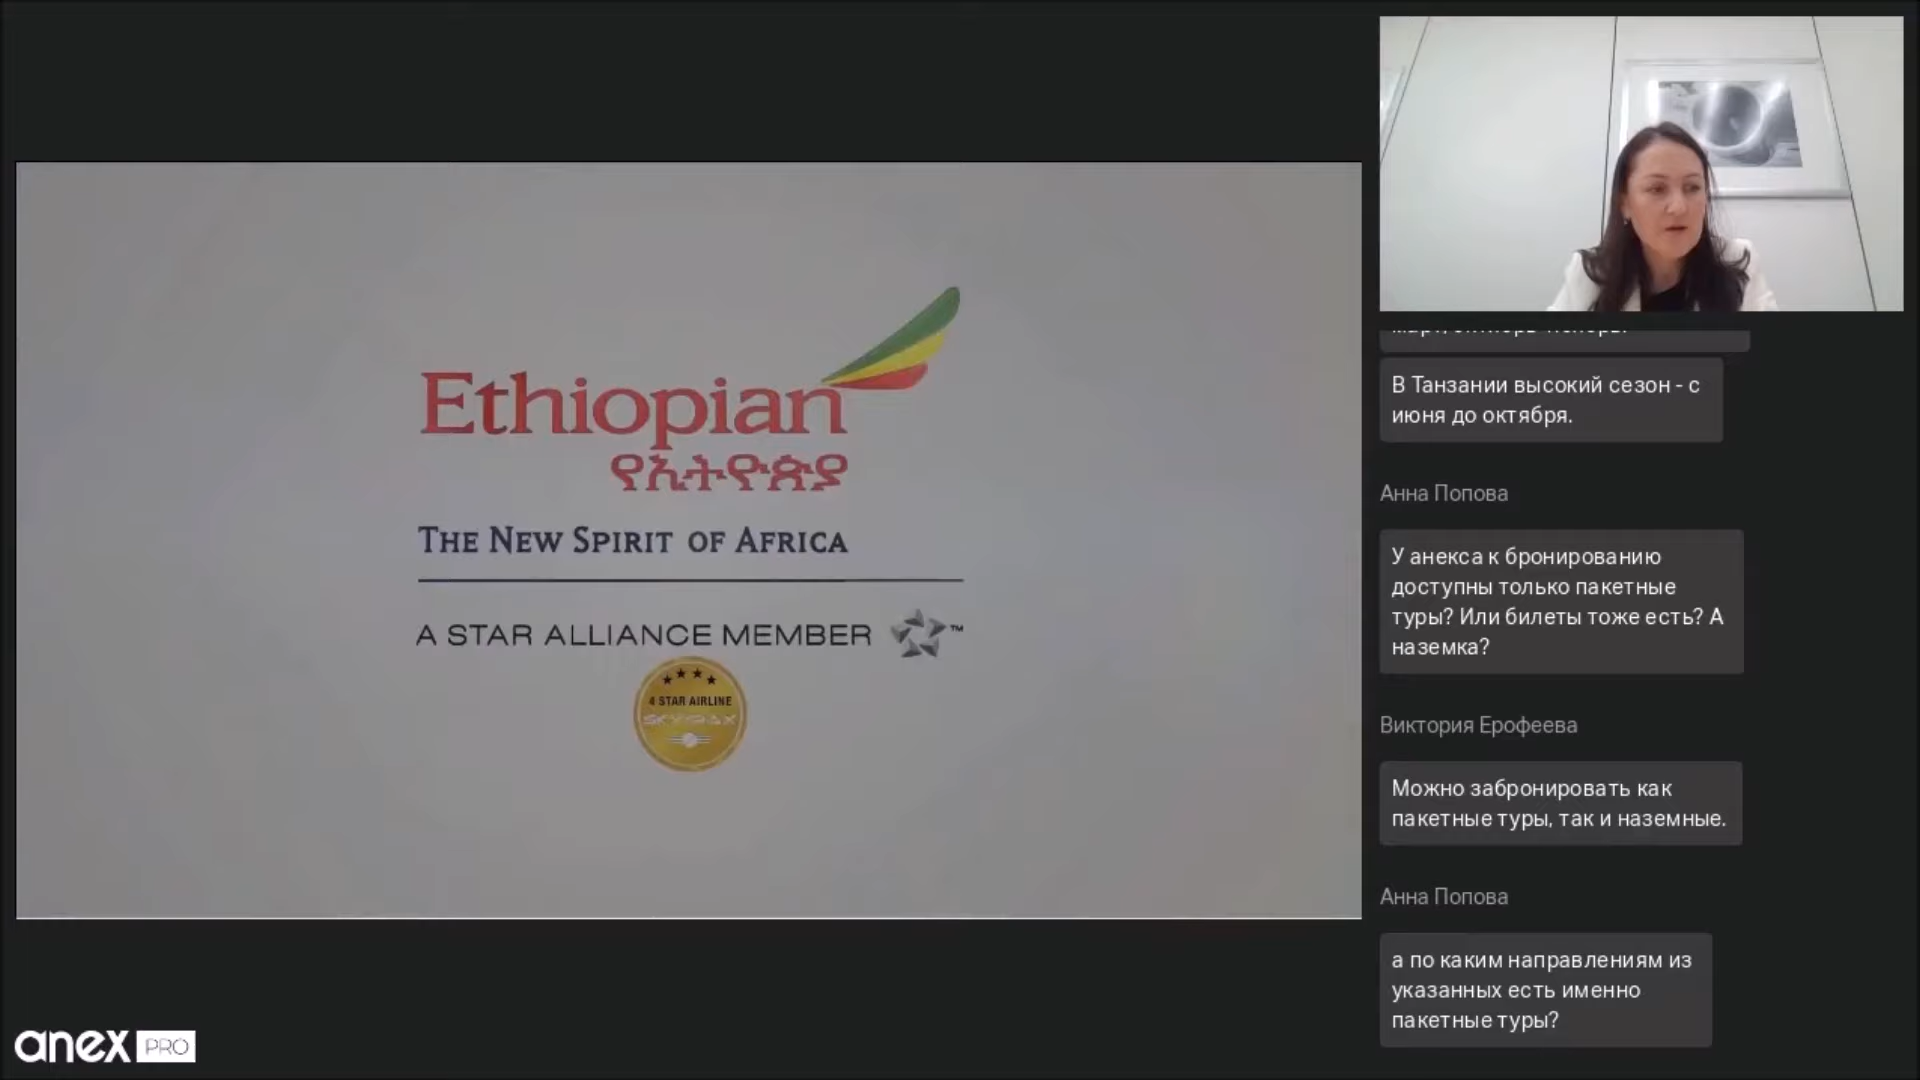 Ethiopian
የኢትዮጵያ
THE NEW SPIRIT OF AFRICA
A STAR ALLIANCE MEMBER ™
4 STAR AIRLINE
SKYTRAX
В Танзании высокий сезон - с
июня до октября.
Анна Попова
У анекса к бронированию
доступны только пакетные
туры? Или билеты тоже есть? А
наземка?
Виктория Ерофеева
Можно забронировать как
пакетные туры, так и наземные.
Анна Попова
а по каким направлениям из
указанных есть именно
пакетные туры?
anex PRO